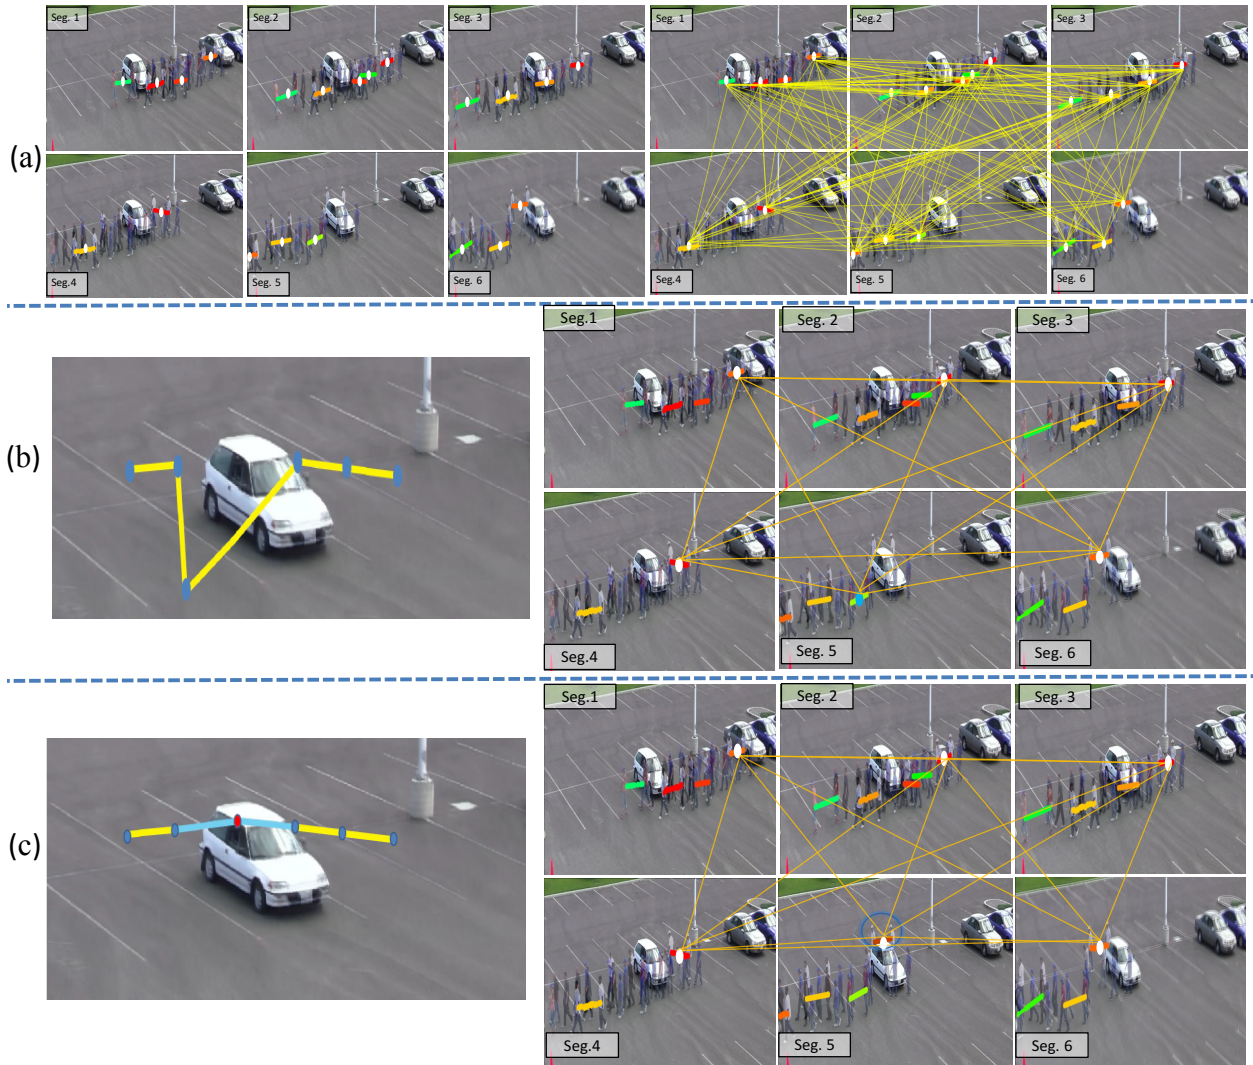 Seg. 1
Seg.2
Seg. 3
Seg. 1
Seg.2
Seg. 3
(a)
Seg.4
Seg. 5
Seg. 6
Seg.4
Seg. 5
Seg. 6
Seg.1
Seg. 2
Seg. 3
(b)
Seg.4
Seg. 5
Seg. 6
Seg.1
Seg. 2
Seg. 3
(c)
Seg.4
Seg. 5
Seg. 6